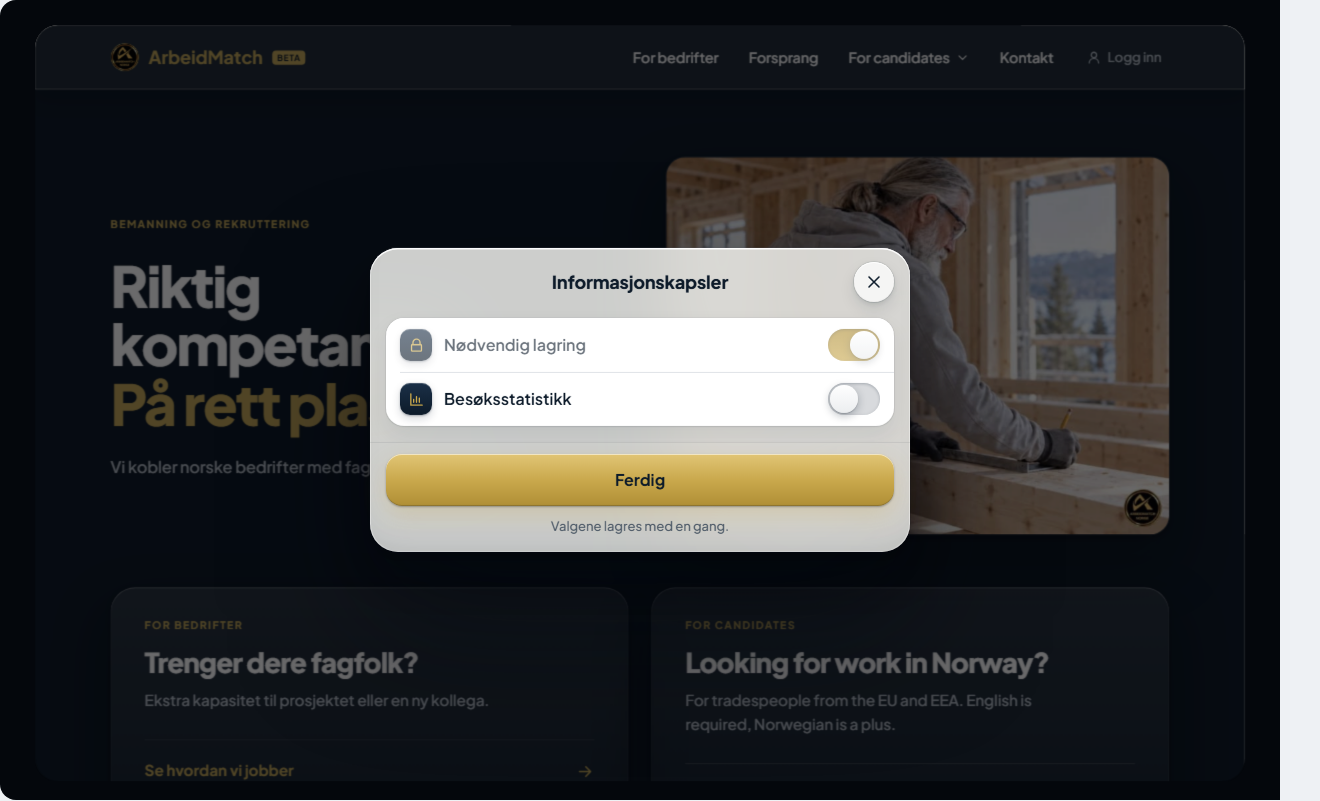 ArbeidMatch BETA
For bedrifter
Forsprang
For candidates
Kontakt
Logg inn
BEMANNING OG REKRUTTERING
Riktig
På rett
Vi kobler norske bedrifter med
Informasjonskapsler
Nødvendig lagring
Besøksstatistikk
Ferdig
Valgene lagres med en gang.
FOR BEDRIFTER
Trenger dere fagfolk?
Ekstra kapasitet til prosjektet eller en ny kollega.
Se hvordan vi jobber
FOR CANDIDATES
Looking for work in Norway?
For tradespeople from the EU and EEA. English is
required, Norwegian is a plus.